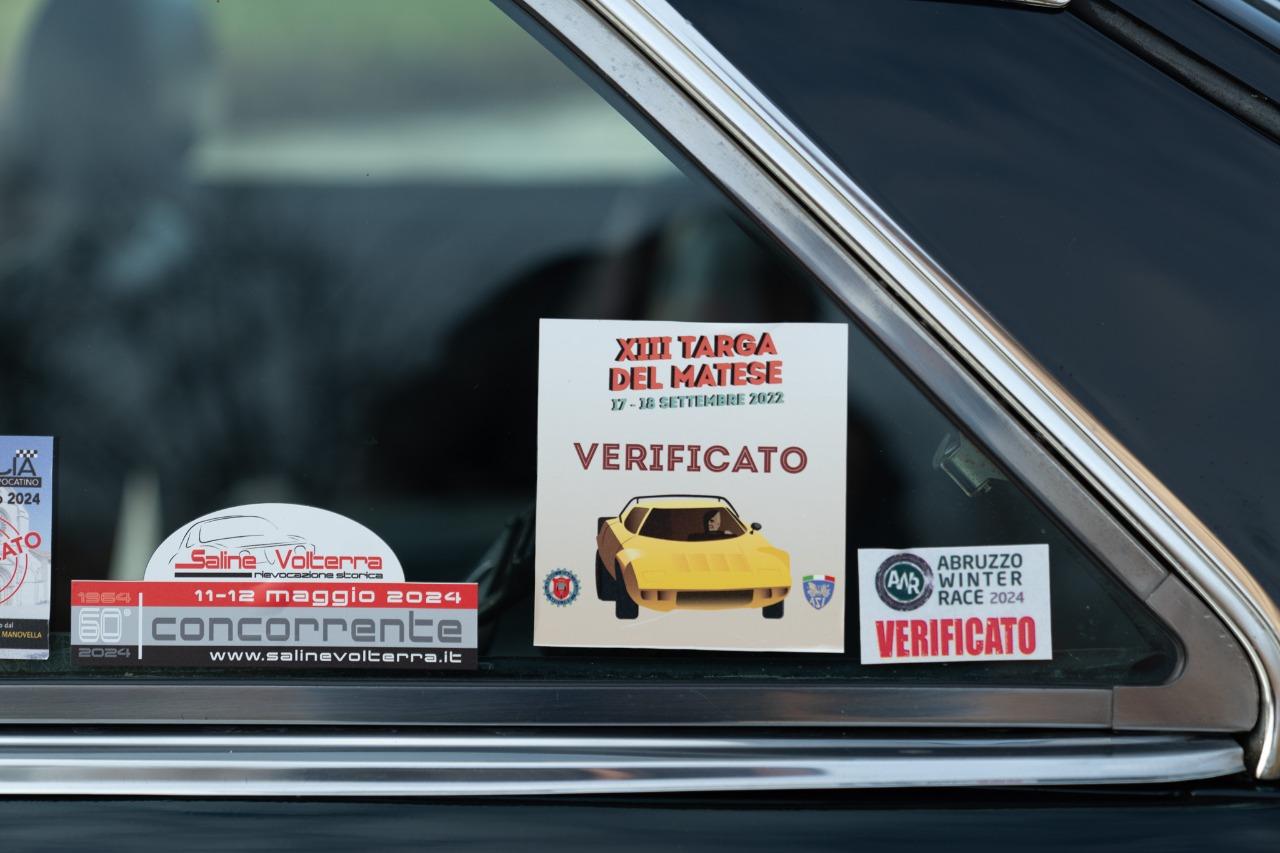 2024
MANOVELLA
Saline Volterra
rievocazione storica
1964
11-12 maggio 2024
60°
concorrente
2024
www.salinevolterra.it
XIII TARGA
DEL MATESE
17 - 18 SETTEMBRE 2022
VERIFICATO
ABRUZZO
WINTER
RACE 2024
VERIFICATO